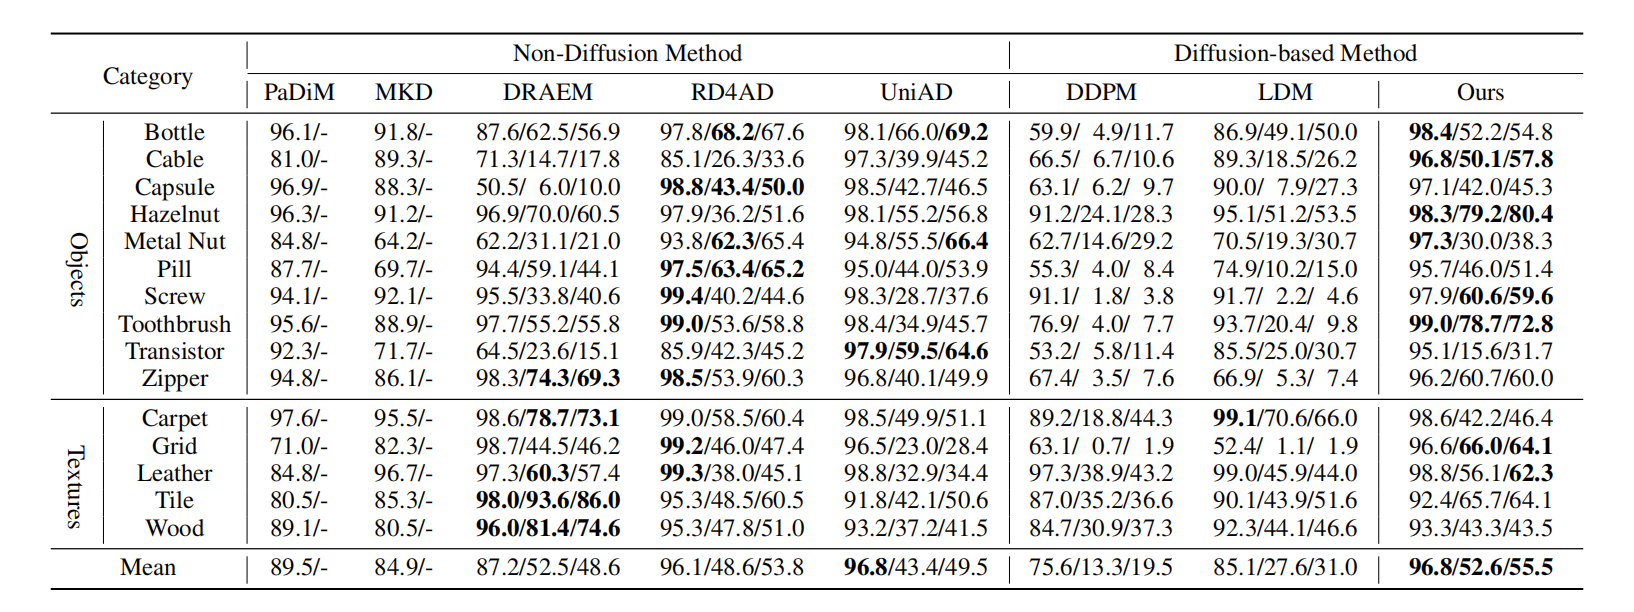 Non-Diffusion Method Diffusion-based Method
Category
PaDiM MKD DRAEM RD4AD UniAD DDPM LDM Ours
Objects
Bottle 96.1/- 91.8/- 87.6/62.5/56.9 97.8/68.2/67.6 98.1/66.0/69.2 59.9/ 4.9/11.7 86.9/49.1/50.0 98.4/52.2/54.8
Cable 81.0/- 89.3/- 71.3/14.7/17.8 85.1/26.3/33.6 97.3/39.9/45.2 66.5/ 6.7/10.6 89.3/18.5/26.2 96.8/50.1/57.8
Capsule 96.9/- 88.3/- 50.5/ 6.0/10.0 98.8/43.4/50.0 98.5/42.7/46.5 63.1/ 6.2/ 9.7 90.0/ 7.9/27.3 97.1/42.0/45.3
Hazelnut 96.3/- 91.2/- 96.9/70.0/60.5 97.9/36.2/51.6 98.1/55.2/56.8 91.2/24.1/28.3 95.1/51.2/53.5 98.3/79.2/80.4
Metal Nut 84.8/- 64.2/- 62.2/31.1/21.0 93.8/62.3/65.4 94.8/55.5/66.4 62.7/14.6/29.2 70.5/19.3/30.7 97.3/30.0/38.3
Pill 87.7/- 69.7/- 94.4/59.1/44.1 97.5/63.4/65.2 95.0/44.0/53.9 55.3/ 4.0/ 8.4 74.9/10.2/15.0 95.7/46.0/51.4
Screw 94.1/- 92.1/- 95.5/33.8/40.6 99.4/40.2/44.6 98.3/28.7/37.6 91.1/ 1.8/ 3.8 91.7/ 2.2/ 4.6 97.9/60.6/59.6
Toothbrush 95.6/- 88.9/- 97.7/55.2/55.8 99.0/53.6/58.8 98.4/34.9/45.7 76.9/ 4.0/ 7.7 93.7/20.4/ 9.8 99.0/78.7/72.8
Transistor 92.3/- 71.7/- 64.5/23.6/15.1 85.9/42.3/45.2 97.9/59.5/64.6 53.2/ 5.8/11.4 85.5/25.0/30.7 95.1/15.6/31.7
Zipper 94.8/- 86.1/- 98.3/74.3/69.3 98.5/53.9/60.3 96.8/40.1/49.9 67.4/ 3.5/ 7.6 66.9/ 5.3/ 7.4 96.2/60.7/60.0
Textures
Carpet 97.6/- 95.5/- 98.6/78.7/73.1 99.0/58.5/60.4 98.5/49.9/51.1 89.2/18.8/44.3 99.1/70.6/66.0 98.6/42.2/46.4
Grid 71.0/- 82.3/- 98.7/44.5/46.2 99.2/46.0/47.4 96.5/23.0/28.4 63.1/ 0.7/ 1.9 52.4/ 1.1/ 1.9 96.6/66.0/64.1
Leather 84.8/- 96.7/- 97.3/60.3/57.4 99.3/38.0/45.1 98.8/32.9/34.4 97.3/38.9/43.2 99.0/45.9/44.0 98.8/56.1/62.3
Tile 80.5/- 85.3/- 98.0/93.6/86.0 95.3/48.5/60.5 91.8/42.1/50.6 87.0/35.2/36.6 90.1/43.9/51.6 92.4/65.7/64.1
Wood 89.1/- 80.5/- 96.0/81.4/74.6 95.3/47.8/51.0 93.2/37.2/41.5 84.7/30.9/37.3 92.3/44.1/46.6 93.3/43.3/43.5
Mean 89.5/- 84.9/- 87.2/52.5/48.6 96.1/48.6/53.8 96.8/43.4/49.5 75.6/13.3/19.5 85.1/27.6/31.0 96.8/52.6/55.5